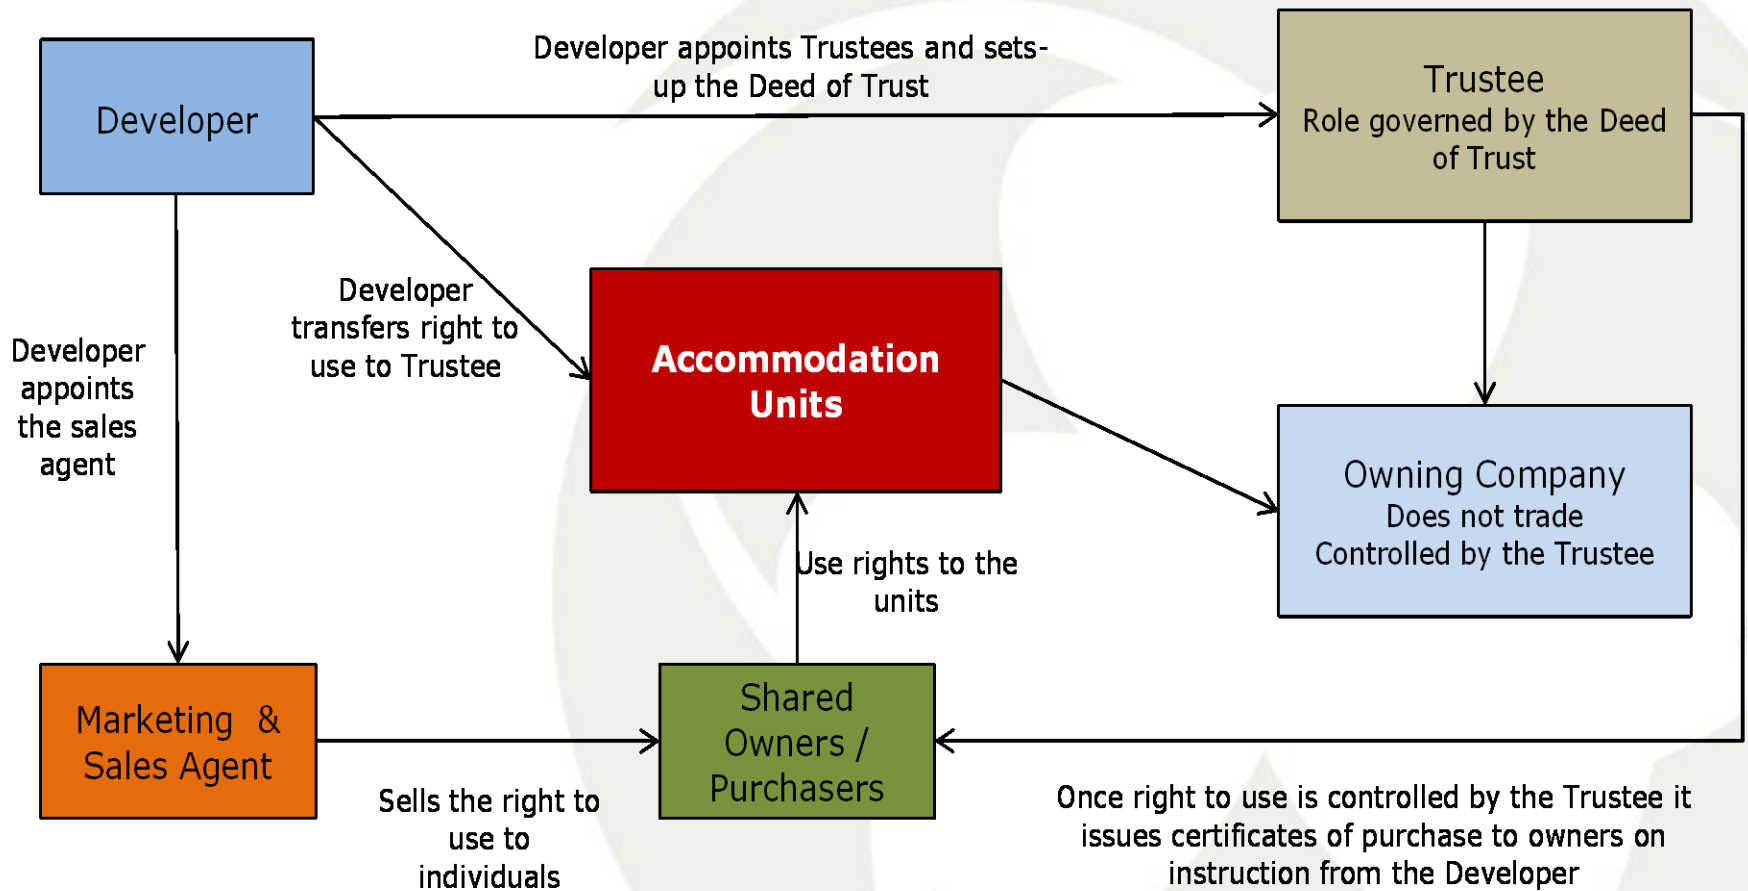 Developer
Developer appoints Trustees and sets-
up the Deed of Trust
Trustee
Role governed by the Deed
of Trust
Developer
transfers right to
use to Trustee
Developer
appoints
the sales
agent
Accommodation
Units
Owning Company
Does not trade
Controlled by the Trustee
Use rights to the
units
Marketing & 
Sales Agent
Shared
Owners /
Purchasers
Sells the right to
use to
individuals
Once right to use is controlled by the Trustee it
issues certificates of purchase to owners on
instruction from the Developer